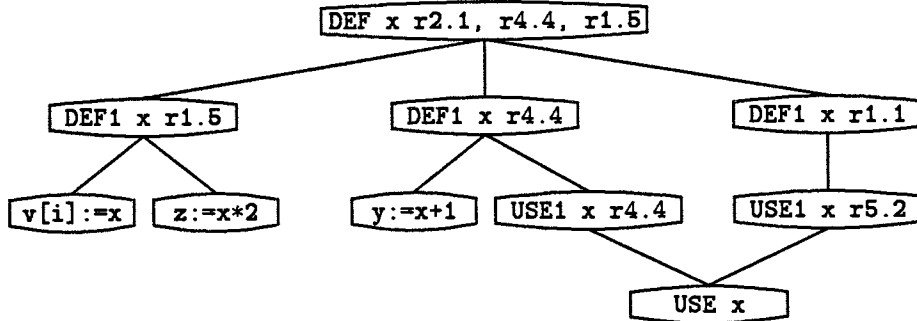 DEF x r2.1, r4.4, r1.5
DEF1 x r1.5
DEF1 x r4.4
DEF1 x r1.1
v[i]:=x
z:=x*2
y:=x+1
USE1 x r4.4
USE1 x r5.2
USE x